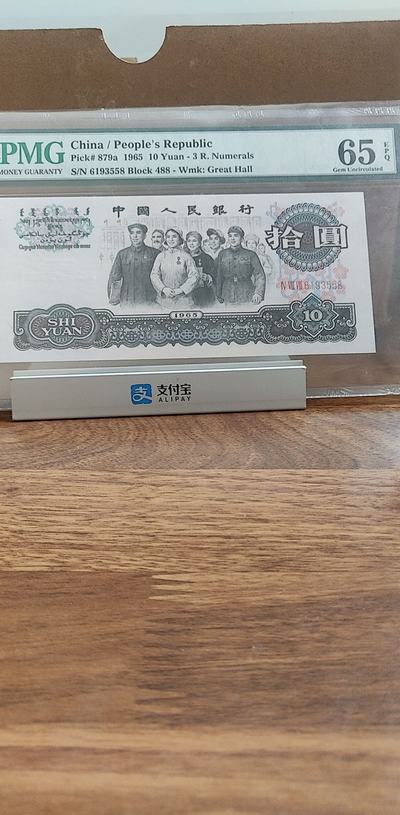 PMG
MONEY GUARANTY
China / People's Republic
Pick# 879a 1965 10 Yuan - 3 R. Numerals
S/N 6193558 Block 488 - Wmk: Great Hall
65
EPQ
Gem Uncirculated
中國人民銀行
拾圓
6193558
1965
SHI
YUAN
10
支 支付宝
ALIPAY